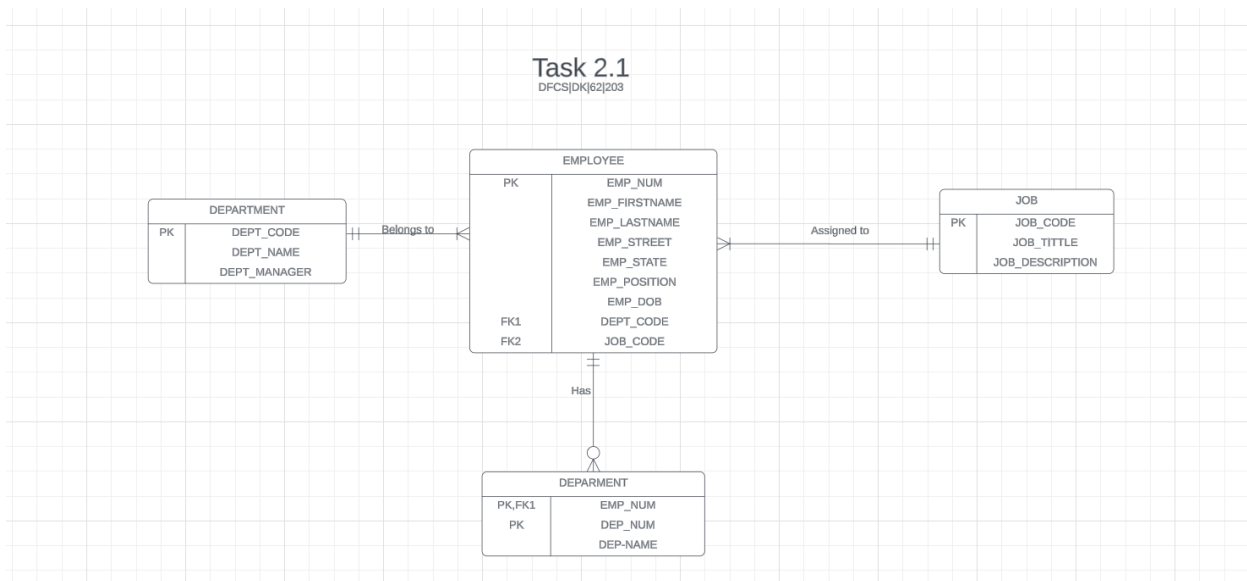 Task 2.1
DFCS|DK|62|203
EMPLOYEE
PK EMP_NUM
EMP_FIRSTNAME
EMP_LASTNAME
EMP_STREET
EMP_STATE
EMP_POSITION
EMP_DOB
FK1 DEPT_CODE
FK2 JOB_CODE
DEPARTMENT
PK DEPT_CODE
DEPT_NAME
DEPT_MANAGER
Belongs to
Assigned to
JOB
PK JOB_CODE
JOB_TITTLE
JOB_DESCRIPTION
Has
DEPARMENT
PK,FK1 EMP_NUM
PK DEP_NUM
DEP-NAME